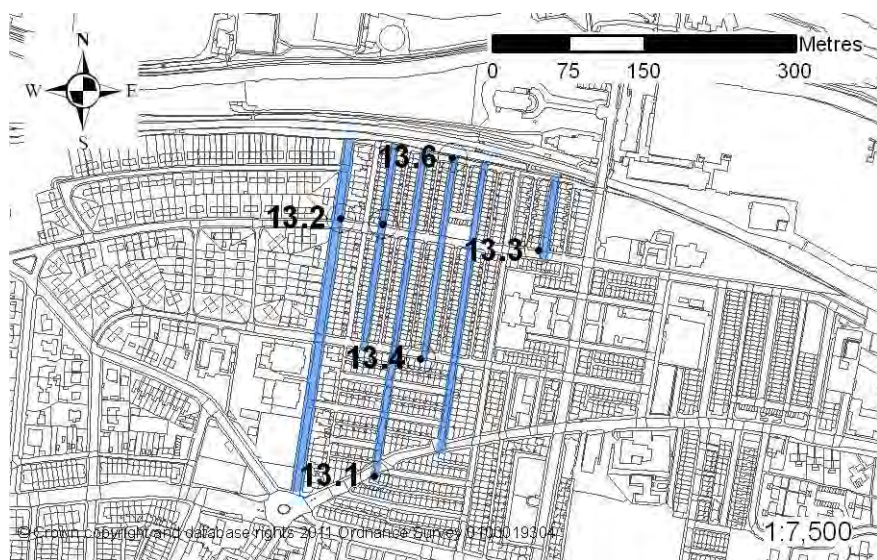 N
W E
S
Metres
0 75 150 300
13.6
13.2
13.3
13.4
13.1
© Crown copyright and database rights 2011 Ordnance Survey 0100019304
1:7,500